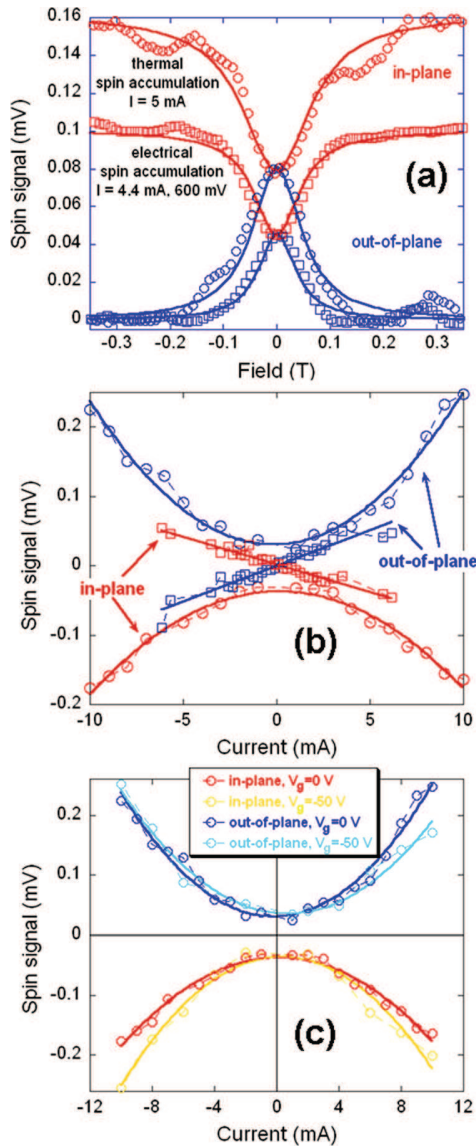 0.16
0.14
0.12
0.1
0.08
0.06
0.04
0.02
0
Spin signal (mV)
thermal
spin accumulation
I = 5 mA
in-plane
electrical
spin accumulation
I = 4.4 mA, 600 mV
(a)
out-of-plane
-0.3 -0.2 -0.1 0 0.1 0.2 0.3
Field (T)
0.2
0.1
0
-0.1
-0.2
Spin signal (mV)
in-plane
out-of-plane
(b)
-10 -5 0 5 10
Current (mA)
in-plane, Vg=0 V
in-plane, Vg=-50 V
out-of-plane, Vg=0 V
out-of-plane, Vg=-50 V
0.2
0.1
0
-0.1
-0.2
Spin signal (mV)
(c)
-12 -8 -4 0 4 8 12
Current (mA)